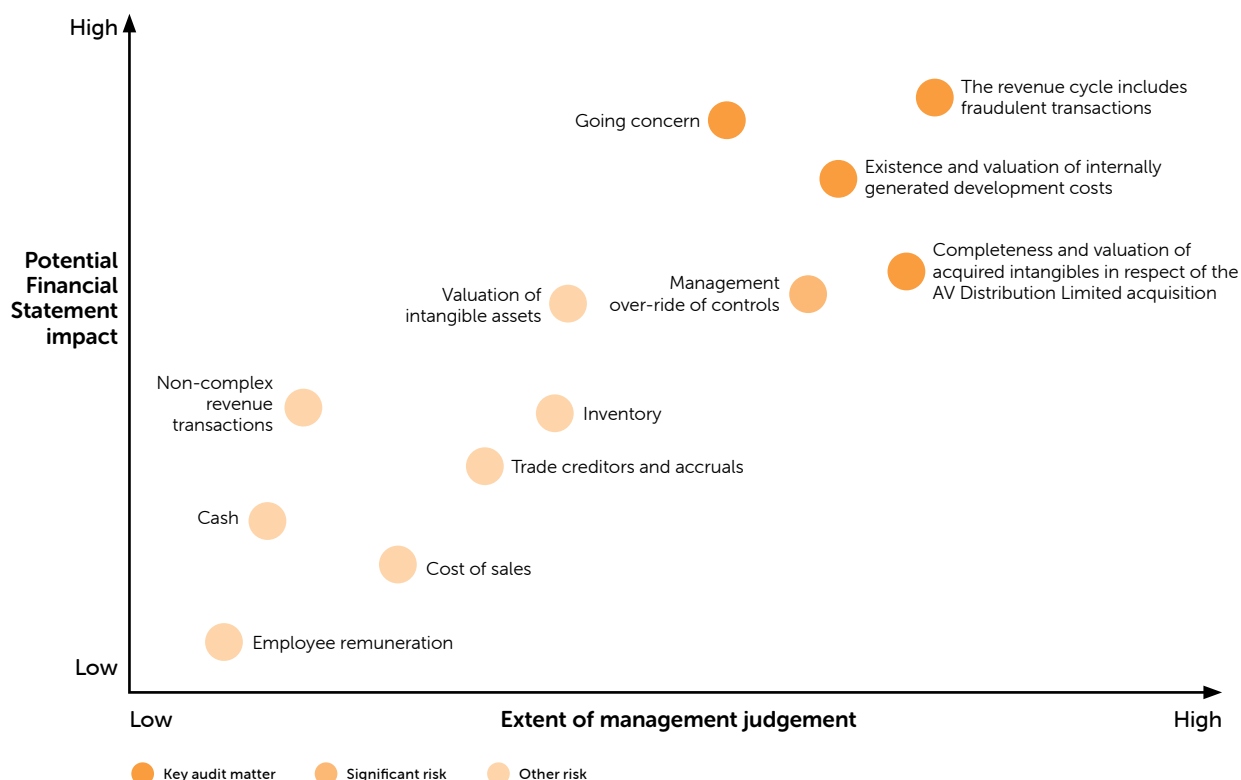 High
The revenue cycle includes
fraudulent transactions
Going concern
Existence and valuation of internally
generated development costs
Potential
Financial
Statement
impact
Completeness and valuation of
acquired intangibles in respect of the
AV Distribution Limited acquisition
Management
over-ride of controls
Valuation of
intangible assets
Non-complex
revenue
transactions
Inventory
Trade creditors and accruals
Cash
Cost of sales
Employee remuneration
Low
Low
Extent of management judgement
High
Key audit matter
Significant risk
Other risk